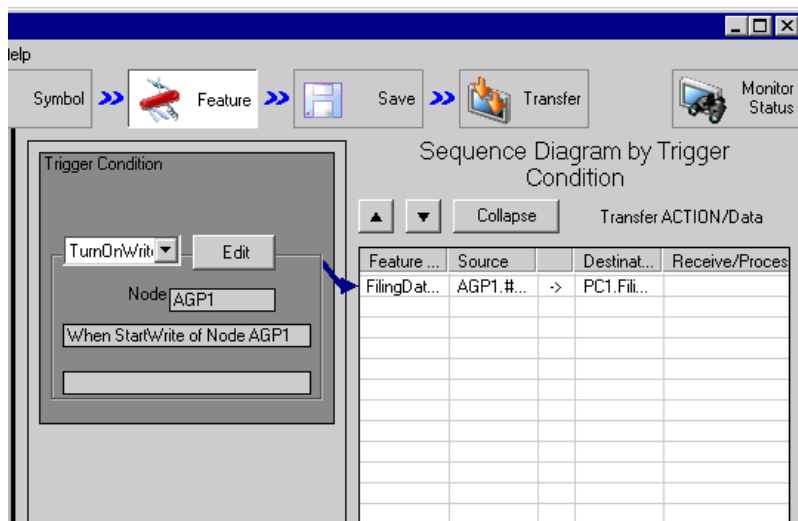 Help
Symbol
Feature
Save
Transfer
Monitor
Status
Trigger Condition
TurnOnWrit
Edit
Node AGP1
When StartWrite of Node AGP1
Sequence Diagram by Trigger
Condition
Collapse
Transfer ACTION/Data
Feature ... Source Destinat... Receive/Proces
FilingDat... AGP1.#... -> PC1.Fili...